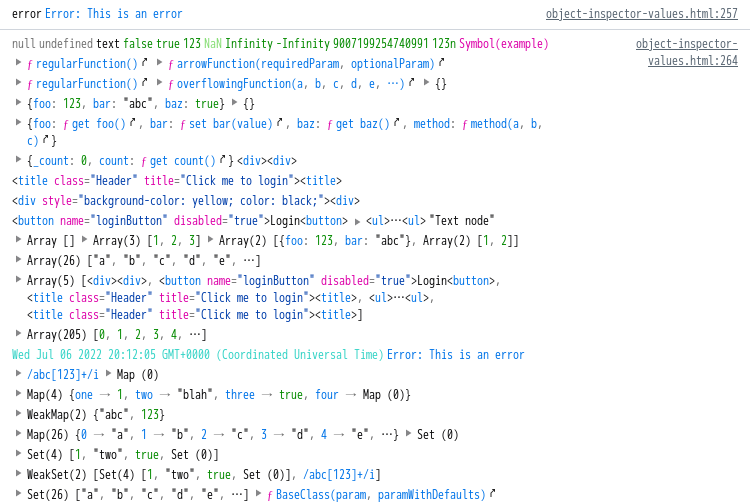 error Error: This is an error object-inspector-values.html:257
null undefined text false true 123 NaN Infinity -Infinity 9007199254740991 123n Symbol(example) object-inspector-
values.html:264
ƒ regularFunction() ƒ arrowFunction(requiredParam, optionalParam)
ƒ regularFunction() ƒ overflowingFunction(a, b, c, d, e, …) {}
{foo: 123, bar: "abc", baz: true} {}
{foo: ƒ get foo(), bar: ƒ set bar(value), baz: ƒ get baz(), method: ƒ method(a, b,
c)}
{_count: 0, count: ƒ get count()} <div><div>
<title class="Header" title="Click me to login"><title>
<div style="background-color: yellow; color: black;"><div>
<button name="loginButton" disabled="true">Login<button> <ul>…<ul> "Text node"
Array [] Array(3) [1, 2, 3] Array(2) [{foo: 123, bar: "abc"}, Array(2) [1, 2]]
Array(26) ["a", "b", "c", "d", "e", …]
Array(5) [<div><div>, <button name="loginButton" disabled="true">Login<button>,
<title class="Header" title="Click me to login"><title>, <ul>…<ul>,
<title class="Header" title="Click me to login"><title>]
Array(205) [0, 1, 2, 3, 4, …]
Wed Jul 06 2022 20:12:05 GMT+0000 (Coordinated Universal Time) Error: This is an error
/abc[123]+/i Map (0)
Map(4) {one → 1, two → "blah", three → true, four → Map (0)}
WeakMap(2) {"abc", 123}
Map(26) {0 → "a", 1 → "b", 2 → "c", 3 → "d", 4 → "e", …} Set (0)
Set(4) [1, "two", true, Set (0)]
WeakSet(2) [Set(4) [1, "two", true, Set (0)], /abc[123]+/i]
Set(26) ["a", "b", "c", "d", "e", …] ƒ BaseClass(param, paramWithDefaults)